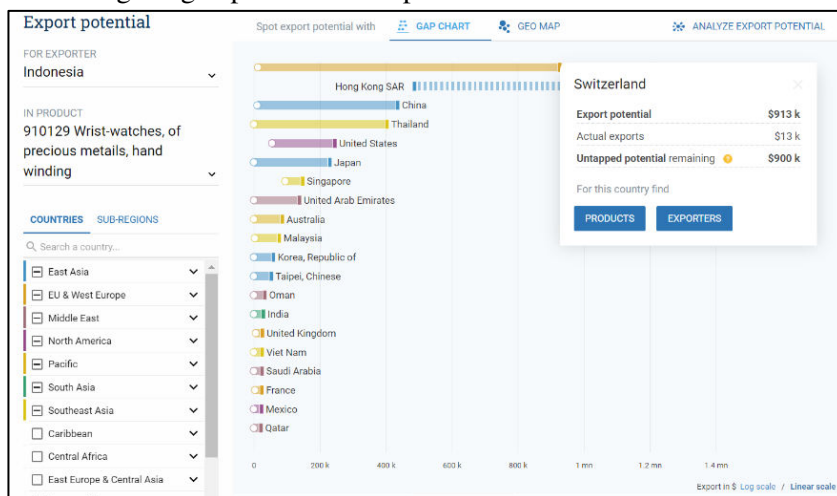 Export potential
Spot export potential with
GAP CHART
GEO MAP
ANALYZE EXPORT POTENTIAL
FOR EXPORTER
Indonesia
IN PRODUCT
910129 Wrist-watches, of
precious metails, hand
winding
COUNTRIES SUB-REGIONS
Search a country...
East Asia
EU & West Europe
Middle East
North America
Pacific
South Asia
Southeast Asia
Caribbean
Central Africa
East Europe & Central Asia
Hong Kong SAR
China
Thailand
United States
Japan
Singapore
United Arab Emirates
Australia
Malaysia
Korea, Republic of
Taipei, Chinese
Oman
India
United Kingdom
Viet Nam
Saudi Arabia
France
Mexico
Qatar
0 200 k 400 k 600 k 800 k 1 mn 1.2 mn 1.4 mn
Export in $ Log scale / Linear scale
Switzerland
Export potential $913 k
Actual exports $13 k
Untapped potential remaining $900 k
For this country find
PRODUCTS EXPORTERS